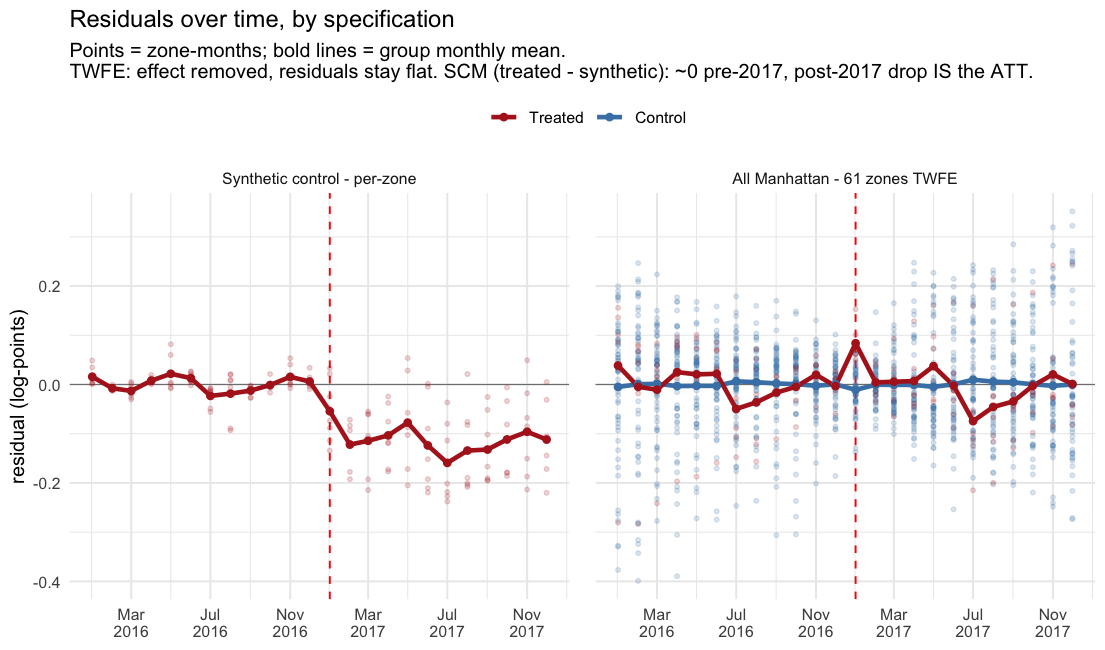 Residuals over time, by specification
Points = zone-months; bold lines = group monthly mean.
TWFE: effect removed, residuals stay flat. SCM (treated - synthetic): ~0 pre-2017, post-2017 drop IS the ATT.
Treated Control
Synthetic control - per-zone
All Manhattan - 61 zones TWFE
residual (log-points)
0.2
0.0
-0.2
-0.4
Mar Jul Nov Mar Jul Nov
2016 2016 2016 2017 2017 2017
Mar Jul Nov Mar Jul Nov
2016 2016 2016 2017 2017 2017